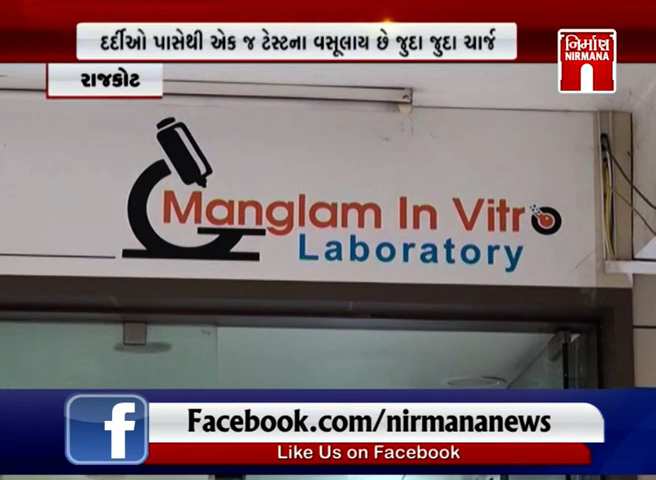 દર્દીઓ પાસેથી એક જ ટેસ્ટના વસૂલાય છે જુદા જુદા ચાર્જ
નિર્માણ
NIRMANA
રાજકોટ
Manglam In Vitro
Laboratory
Facebook.com/nirmananews
Like Us on Facebook